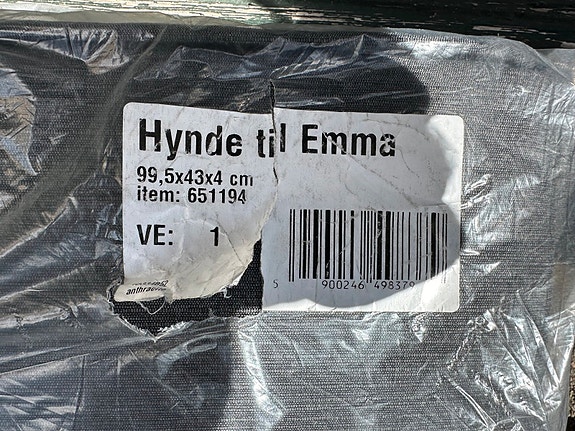 Hynde til Emma
99,5x43x4 cm
item: 651194
VE: 1
5 900246 498379